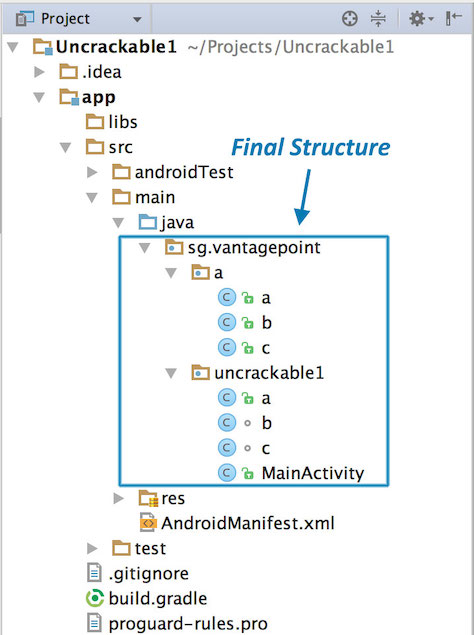 Project
Uncrackable1 ~/Projects/Uncrackable1
.idea
app
libs
src
Final Structure
androidTest
main
java
sg.vantagepoint
a
a
b
c
uncrackable1
a
b
c
MainActivity
res
AndroidManifest.xml
test
.gitignore
build.gradle
proguard-rules.pro